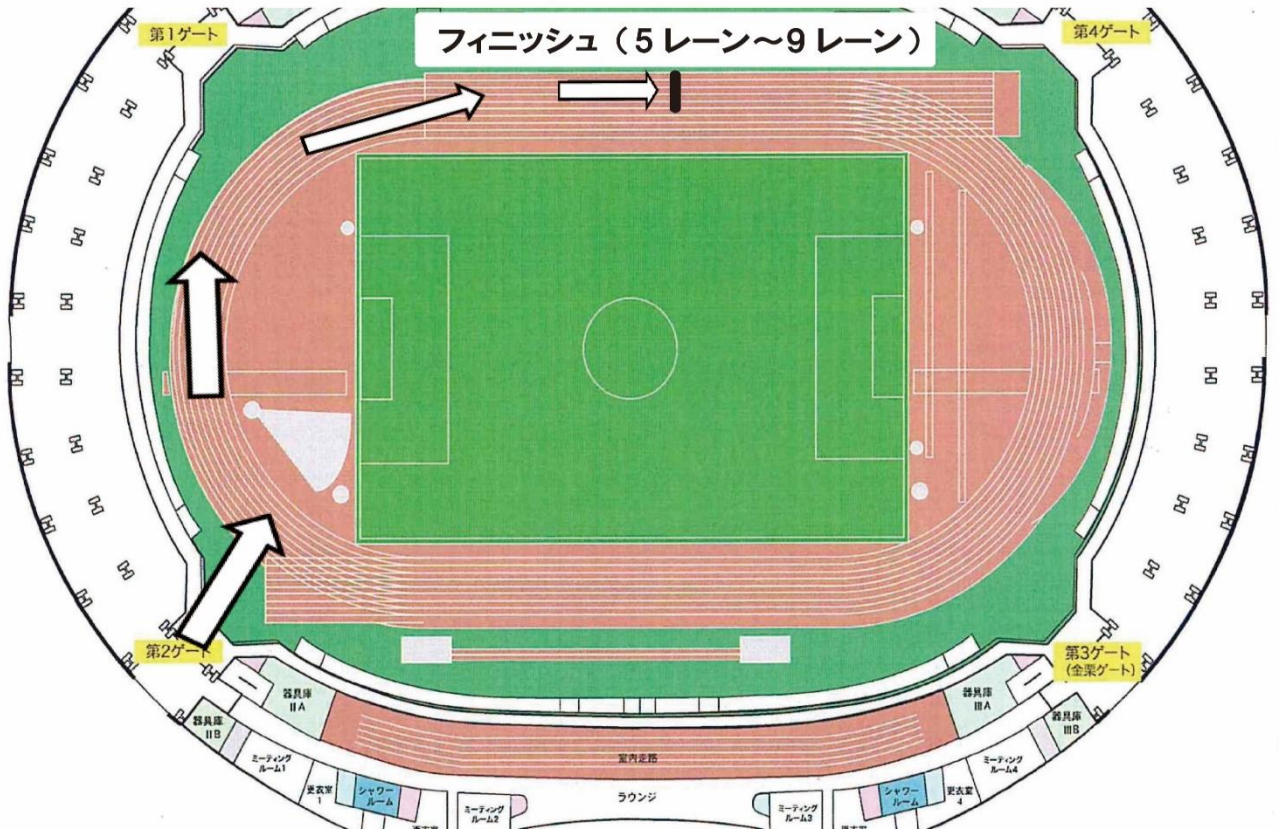 フィニッシュ（5レーン～9レーン）
第1ゲート
第4ゲート
第2ゲート
第3ゲート
(金栗ゲート)
器具庫
ⅡA
器具庫
ⅢA
器具庫
ⅡB
器具庫
ⅢB
ミーティング
ルーム1
ミーティング
ルーム4
室内走路
更衣室
1
シャワー
ルーム
ミーティング
ルーム2
ラウンジ
ミーティング
ルーム3
シャワー
ルーム
更衣室
4